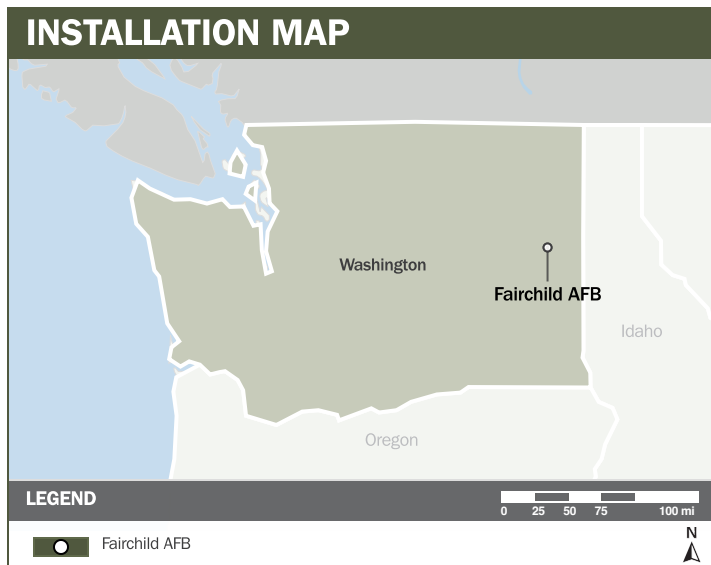 INSTALLATION MAP
Washington
Fairchild AFB
Idaho
Oregon
LEGEND
0 25 50 75 100 mi
Fairchild AFB
N